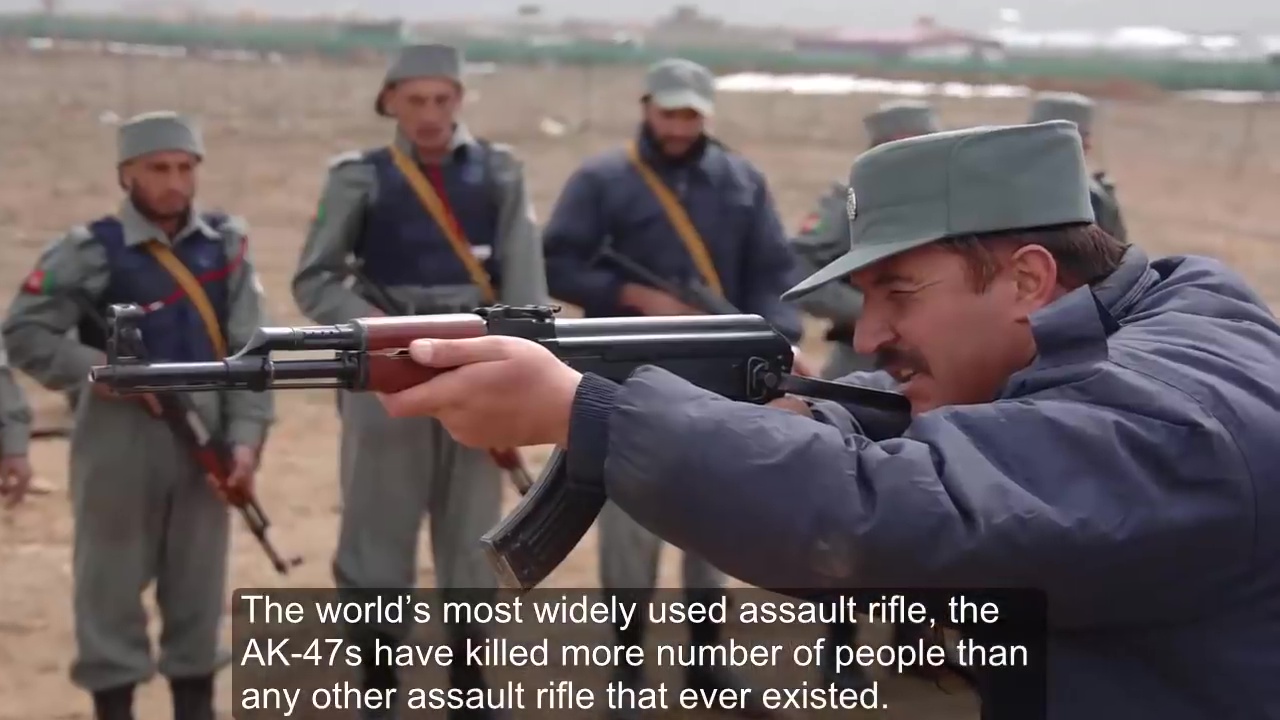 The world’s most widely used assault rifle, the
AK-47s have killed more number of people than
any other assault rifle that ever existed.